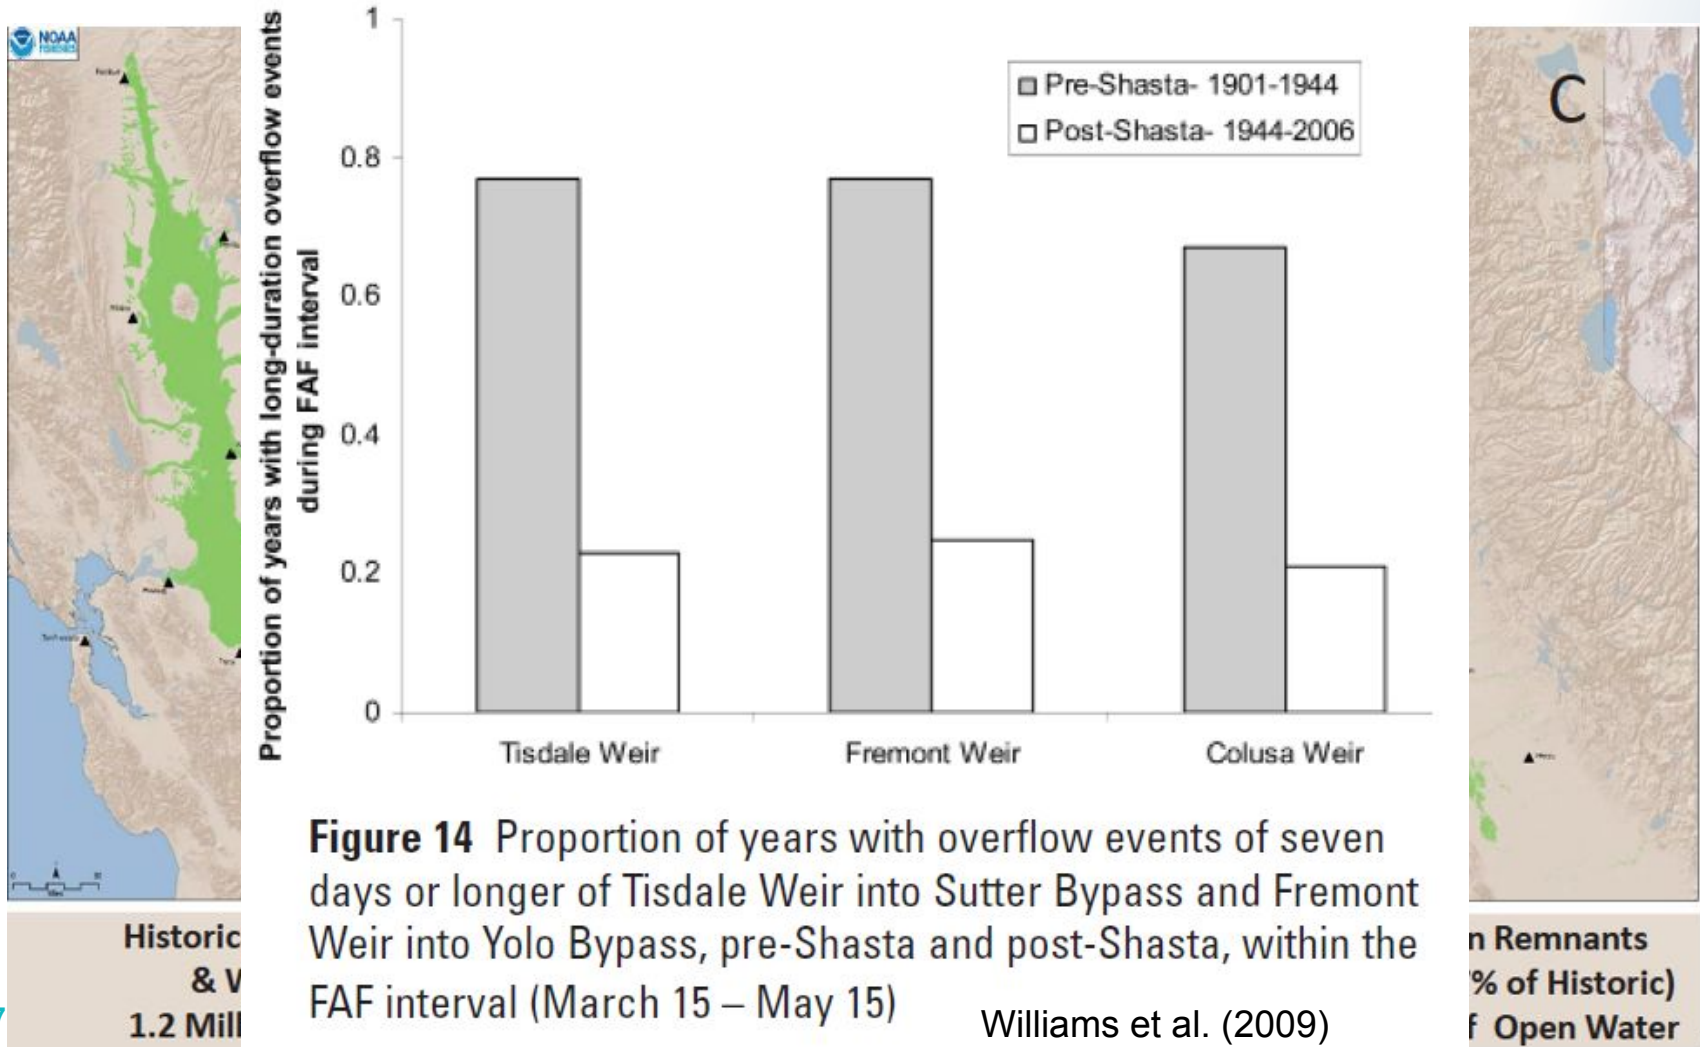 NOAA
FISHERIES
Proportion of years with long-duration overflow events
during FAF interval
1
0.8
0.6
0.4
0.2
0
Pre-Shasta- 1901-1944
Post-Shasta- 1944-2006
Tisdale Weir
Fremont Weir
Colusa Weir
C
Figure 14 Proportion of years with overflow events of seven
days or longer of Tisdale Weir into Sutter Bypass and Fremont
Weir into Yolo Bypass, pre-Shasta and post-Shasta, within the
FAF interval (March 15 – May 15)
Williams et al. (2009)
Historic
&
1.2 Mill
n Remnants
% of Historic)
f Open Water